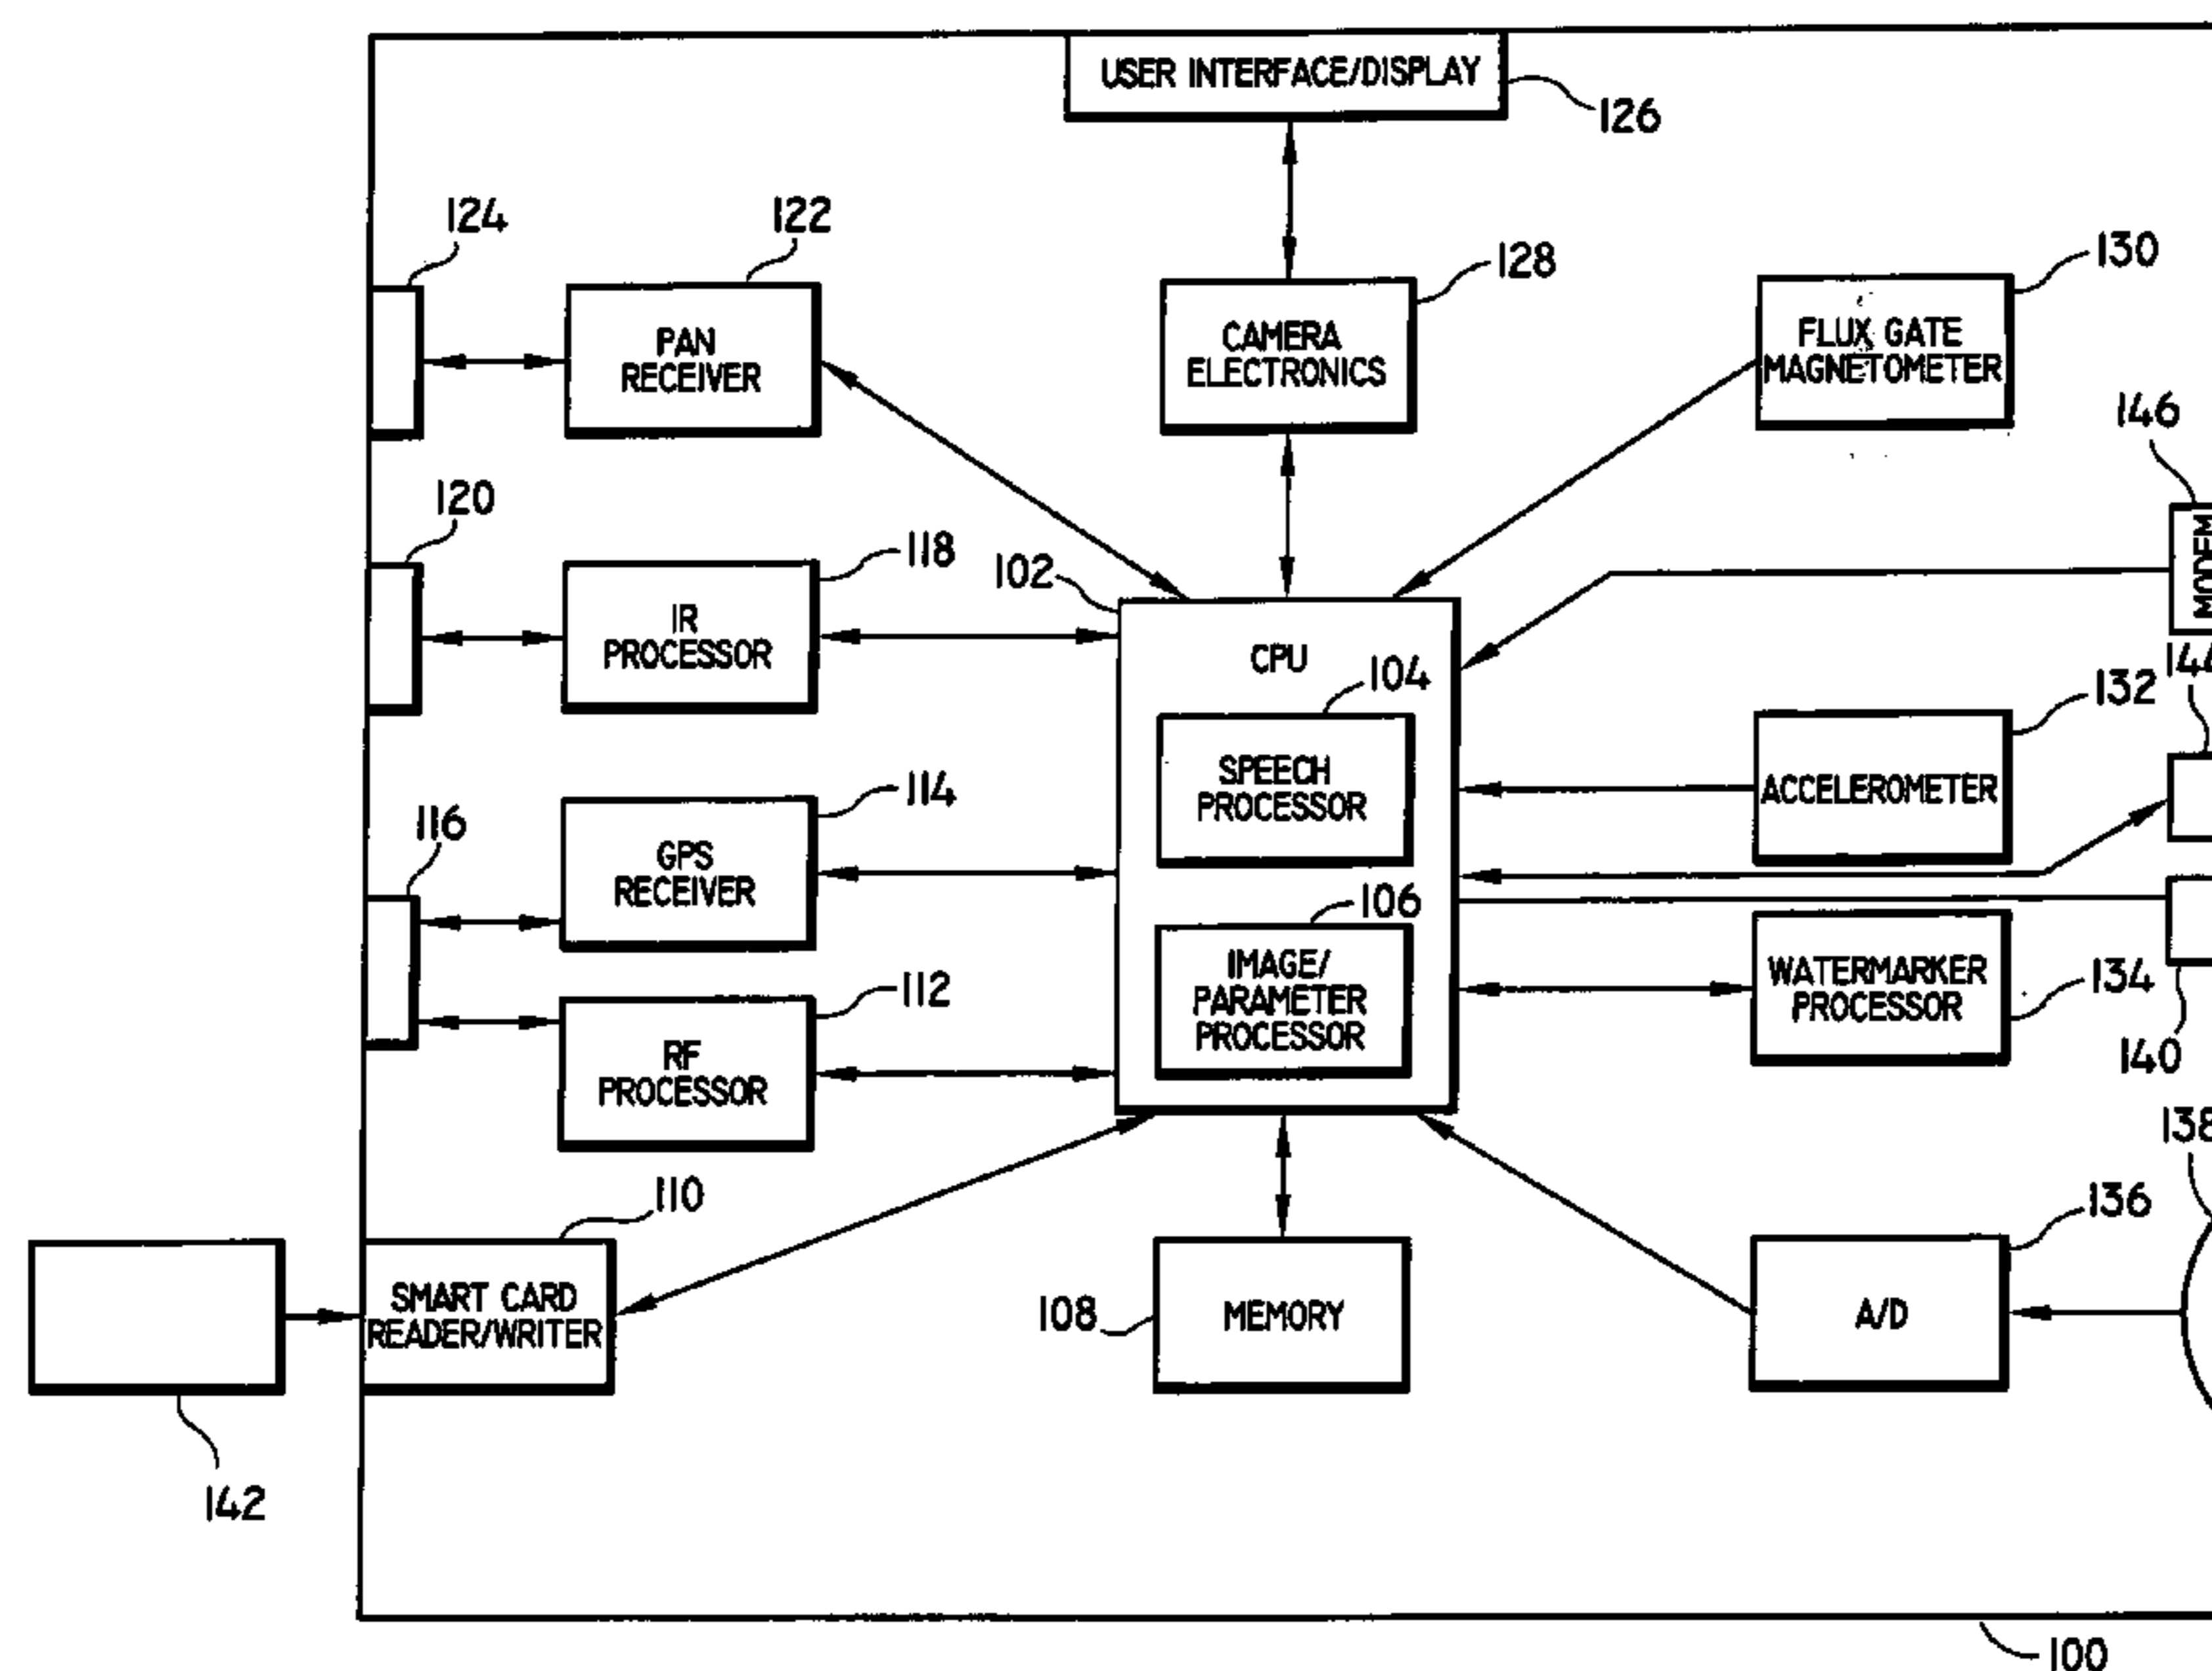 USER INTERFACE/DISPLAY
126
124
122
128
130
PAN
RECEIVER
CAMERA
ELECTRONICS
FLUX GATE
MAGNETOMETER
146
MODEM
120
118
102
IR
PROCESSOR
CPU
104
132
144
SPEECH
PROCESSOR
ACCELEROMETER
116
114
GPS
RECEIVER
106
IMAGE/
PARAMETER
PROCESSOR
WATERMARKER
PROCESSOR
134
140
112
RF
PROCESSOR
138
110
136
SMART CARD
READER/WRITER
108
MEMORY
A/D
142
100